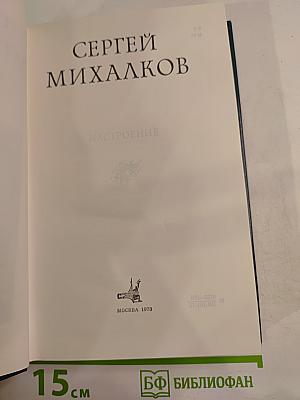 СЕРГЕЙ
МИХАЛКОВ
НАСТРОЕНИЕ
МОСКВА 1973
15 см
БФ БИБЛИОФАН